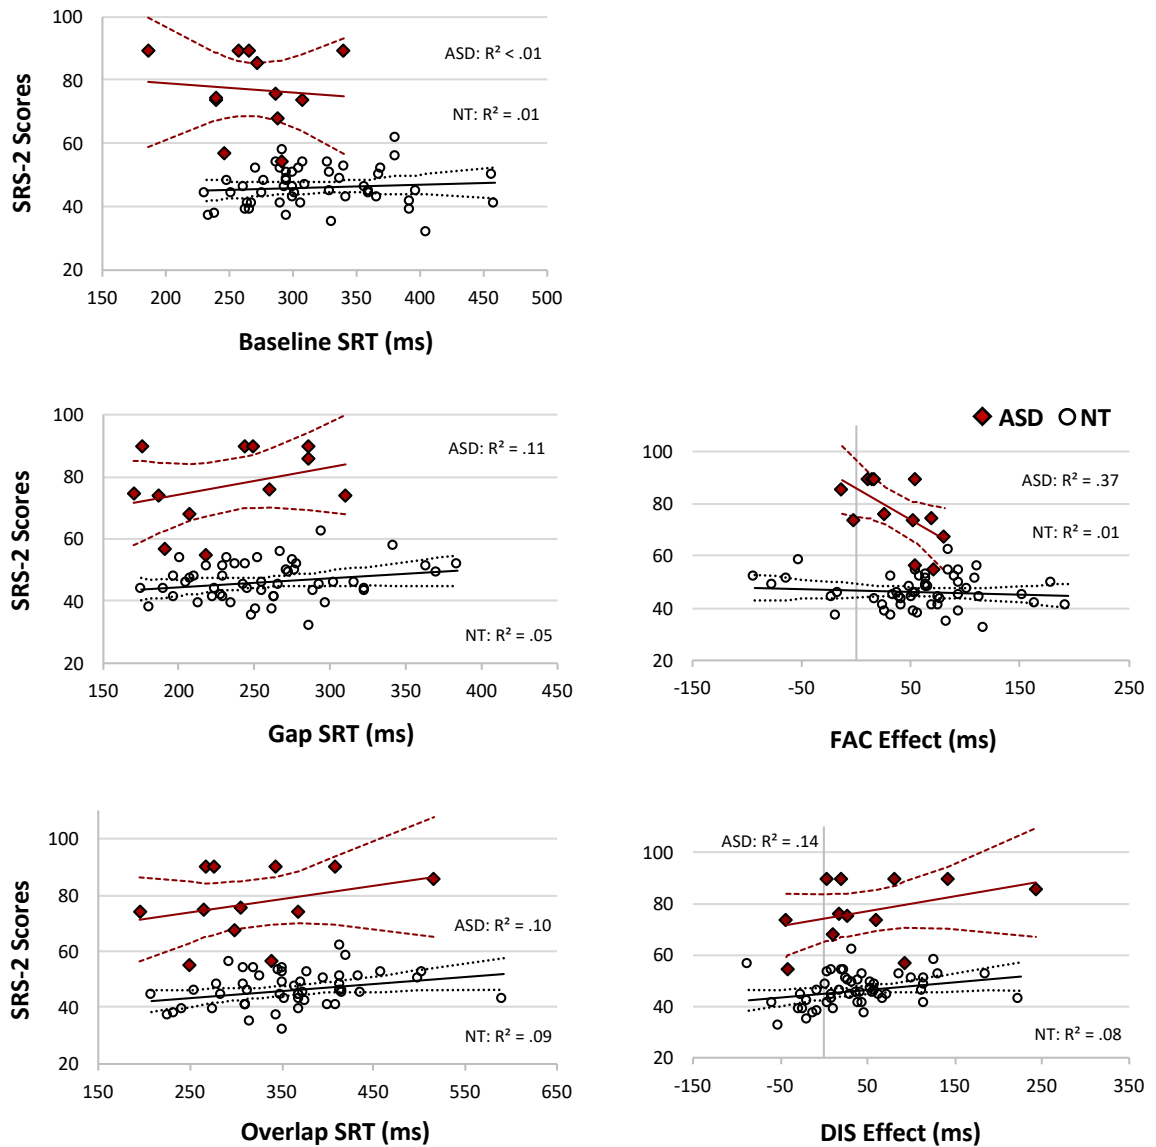 100
80
60
40
20
SRS-2 Scores
ASD: R² < .01
NT: R² = .01
150 200 250 300 350 400 450 500
Baseline SRT (ms)
100
80
60
40
20
SRS-2 Scores
ASD: R² = .11
NT: R² = .05
150 200 250 300 350 400 450
Gap SRT (ms)
ASD NT
100
80
60
40
20
ASD: R² = .37
NT: R² = .01
-150 -50 50 150 250
FAC Effect (ms)
100
80
60
40
20
SRS-2 Scores
ASD: R² = .10
NT: R² = .09
150 250 350 450 550 650
Overlap SRT (ms)
100
80
60
40
20
ASD: R² = .14
NT: R² = .08
-150 -50 50 150 250 350
DIS Effect (ms)